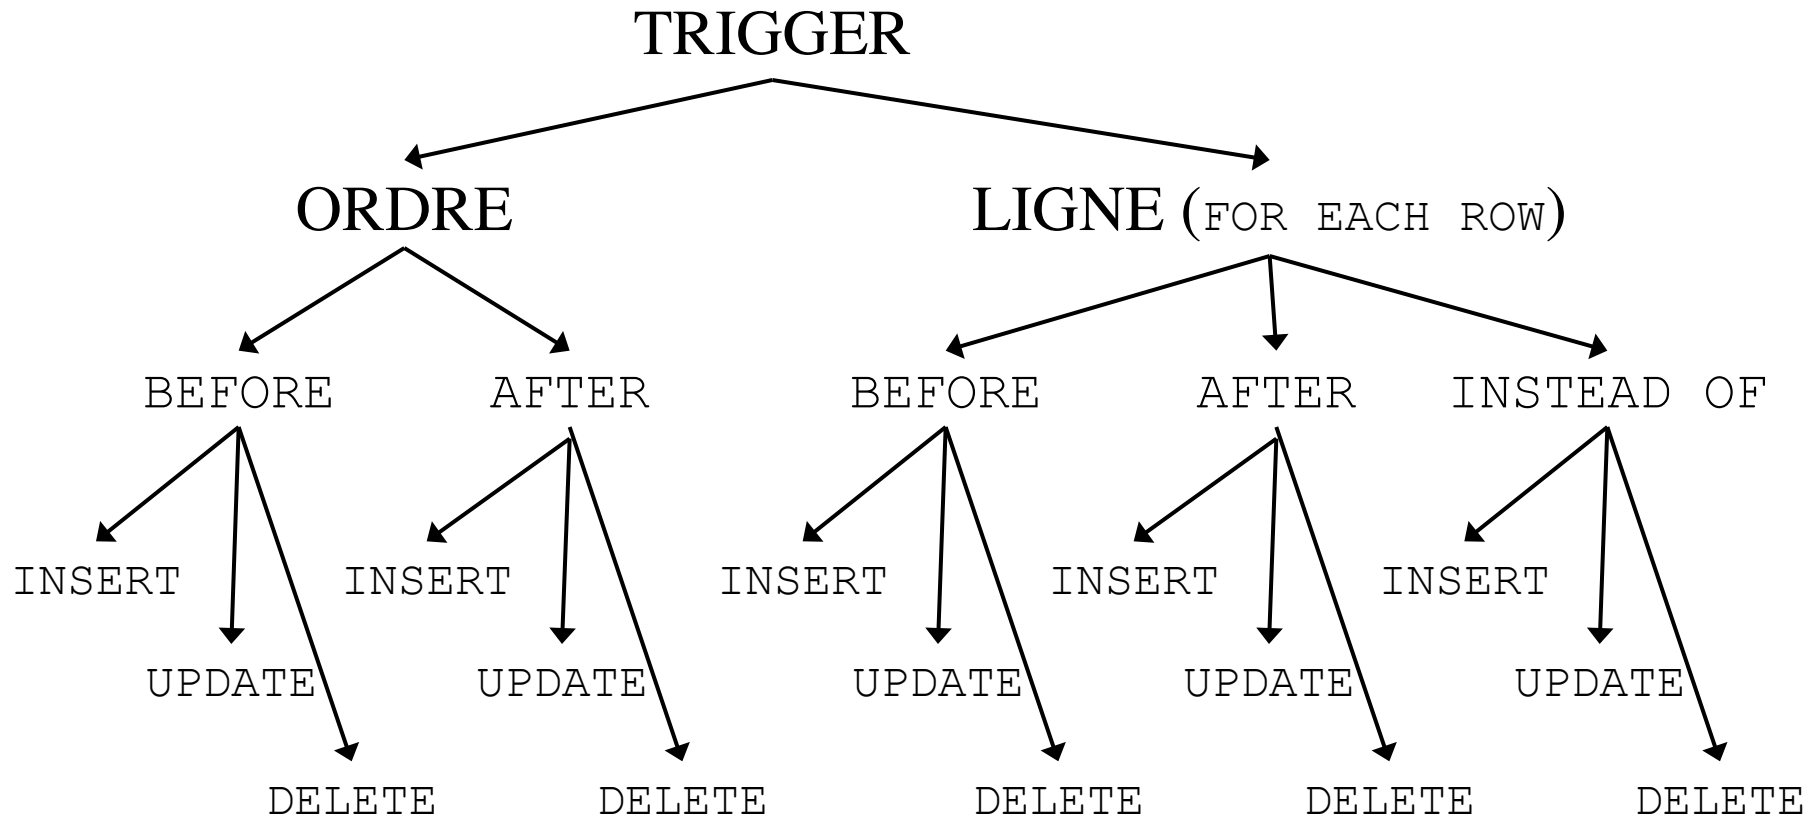 TRIGGER
ORDRE LIGNE (FOR EACH ROW)
BEFORE AFTER BEFORE AFTER INSTEAD OF
INSERT INSERT INSERT INSERT INSERT
UPDATE UPDATE UPDATE UPDATE UPDATE
DELETE DELETE DELETE DELETE DELETE